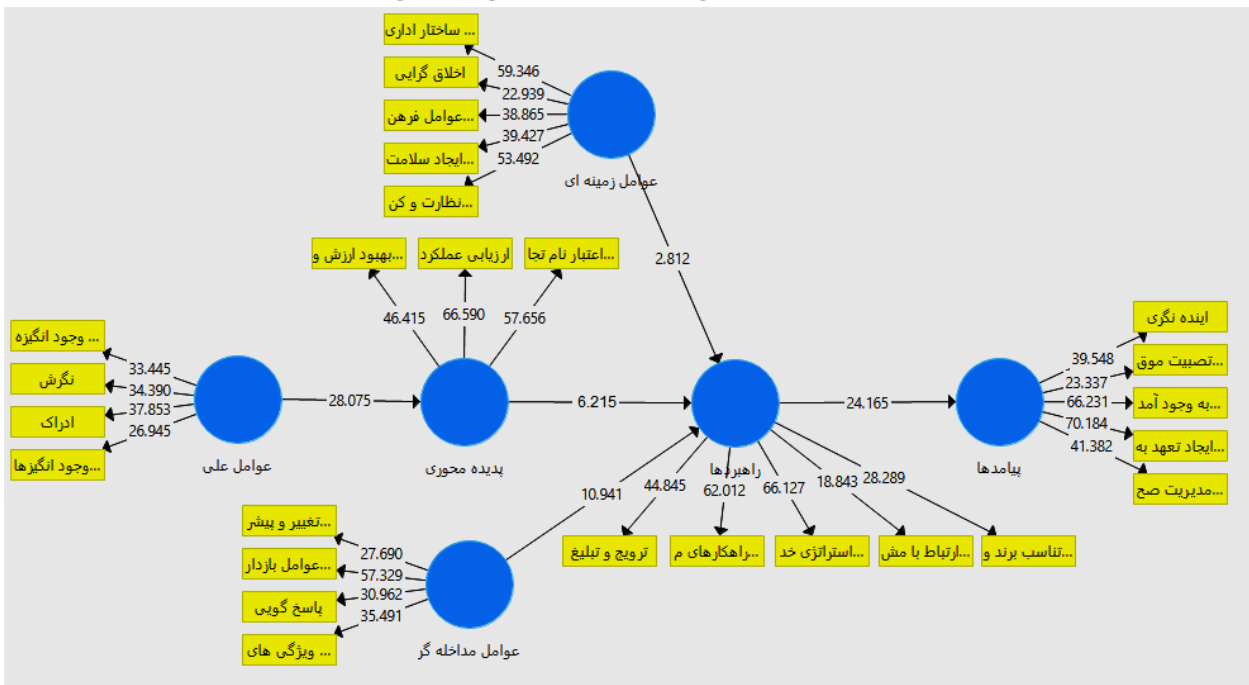 ساختار اداری ...
اخلاق گرایی
عوامل فرهن...
ایجاد سلامت...
نظارت و کن...
59.346
22.939
38.865
39.427
53.492
عوامل زمینه ای
2.812
بهبود ارزش و...
ارزیابی عملکرد
اعتبار نام تجا...
46.415
66.590
57.656
وجود انگیزه ...
نگرش
ادراک
وجود انگیزها...
33.445
34.390
37.853
26.945
عوامل علی
28.075
پدیده محوری
6.215
راهبردها
24.165
پیامدها
اینده نگری
تصبیت موق...
به وجود آمد...
ایجاد تعهد به...
مدیریت صح...
39.548
23.337
66.231
70.184
41.382
10.941
44.845
62.012
66.127
18.843
28.289
ترویج و تبلیغ
راهکارهای م...
استراتژی خد...
ارتباط با مش...
تناسب برند و...
تغییر و پیشر...
عوامل بازدار...
پاسخ گویی
ویژگی های ...
27.690
57.329
30.962
35.491
عوامل مداخله گر